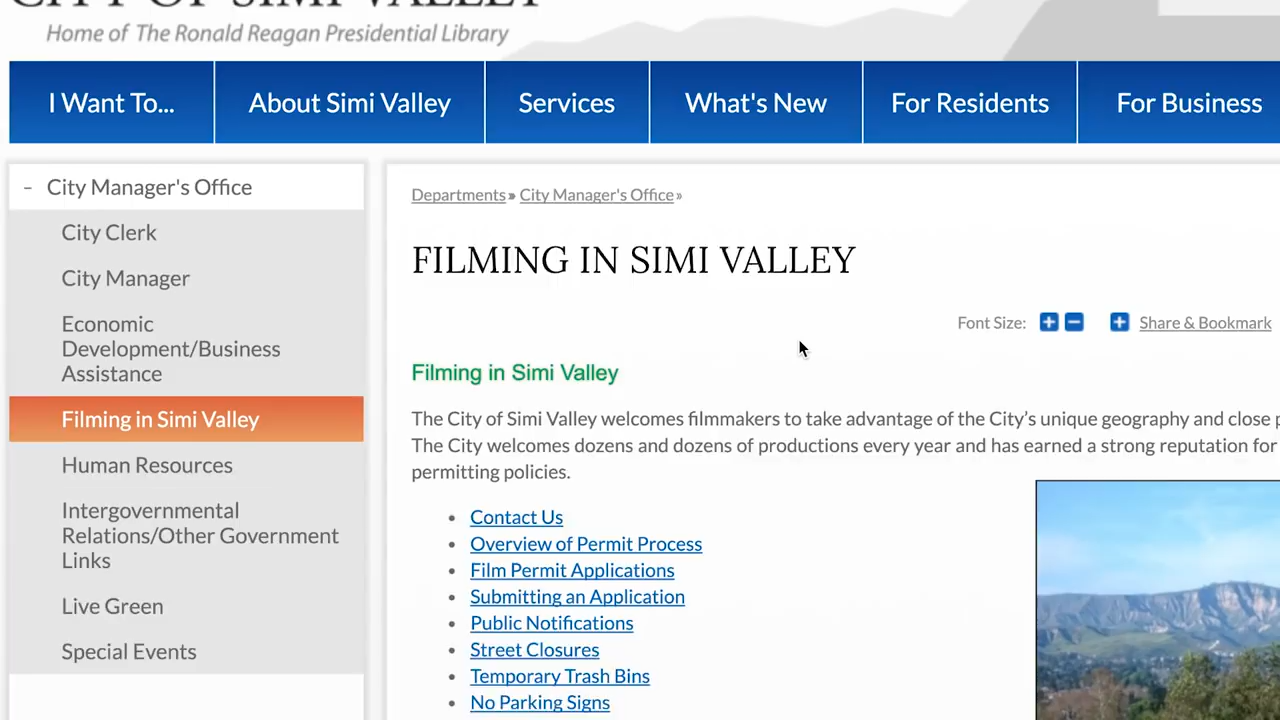 CITY OF SIMI VALLEY
Home of The Ronald Reagan Presidential Library
I Want To...
About Simi Valley
Services
What's New
For Residents
For Business
− City Manager's Office
City Clerk
City Manager
Economic
Development/Business
Assistance
Filming in Simi Valley
Human Resources
Intergovernmental
Relations/Other Government
Links
Live Green
Special Events
Departments» City Manager's Office»
FILMING IN SIMI VALLEY
Font Size: + − + Share & Bookmark
Filming in Simi Valley
The City of Simi Valley welcomes filmmakers to take advantage of the City’s unique geography and close
The City welcomes dozens and dozens of productions every year and has earned a strong reputation for
permitting policies.
• Contact Us
• Overview of Permit Process
• Film Permit Applications
• Submitting an Application
• Public Notifications
• Street Closures
• Temporary Trash Bins
• No Parking Signs